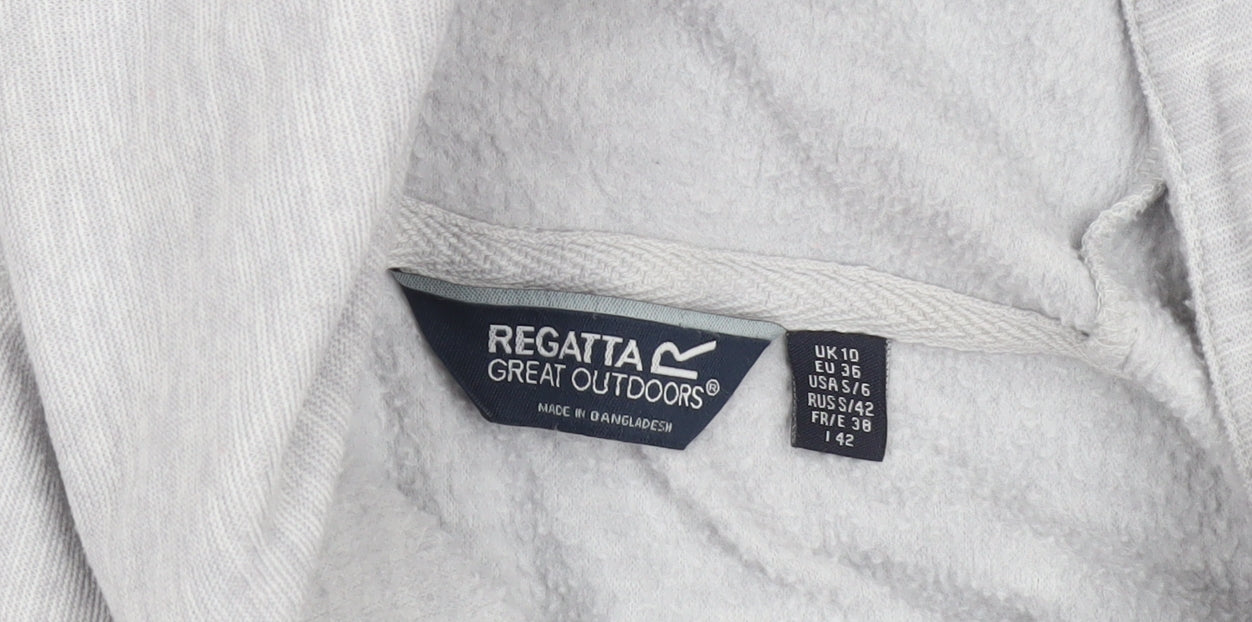 REGATTA R
GREAT OUTDOORS®
MADE IN BANGLADESH
UK 10
EU 36
USA S/6
RUS S/42
FR/E 38
I 42